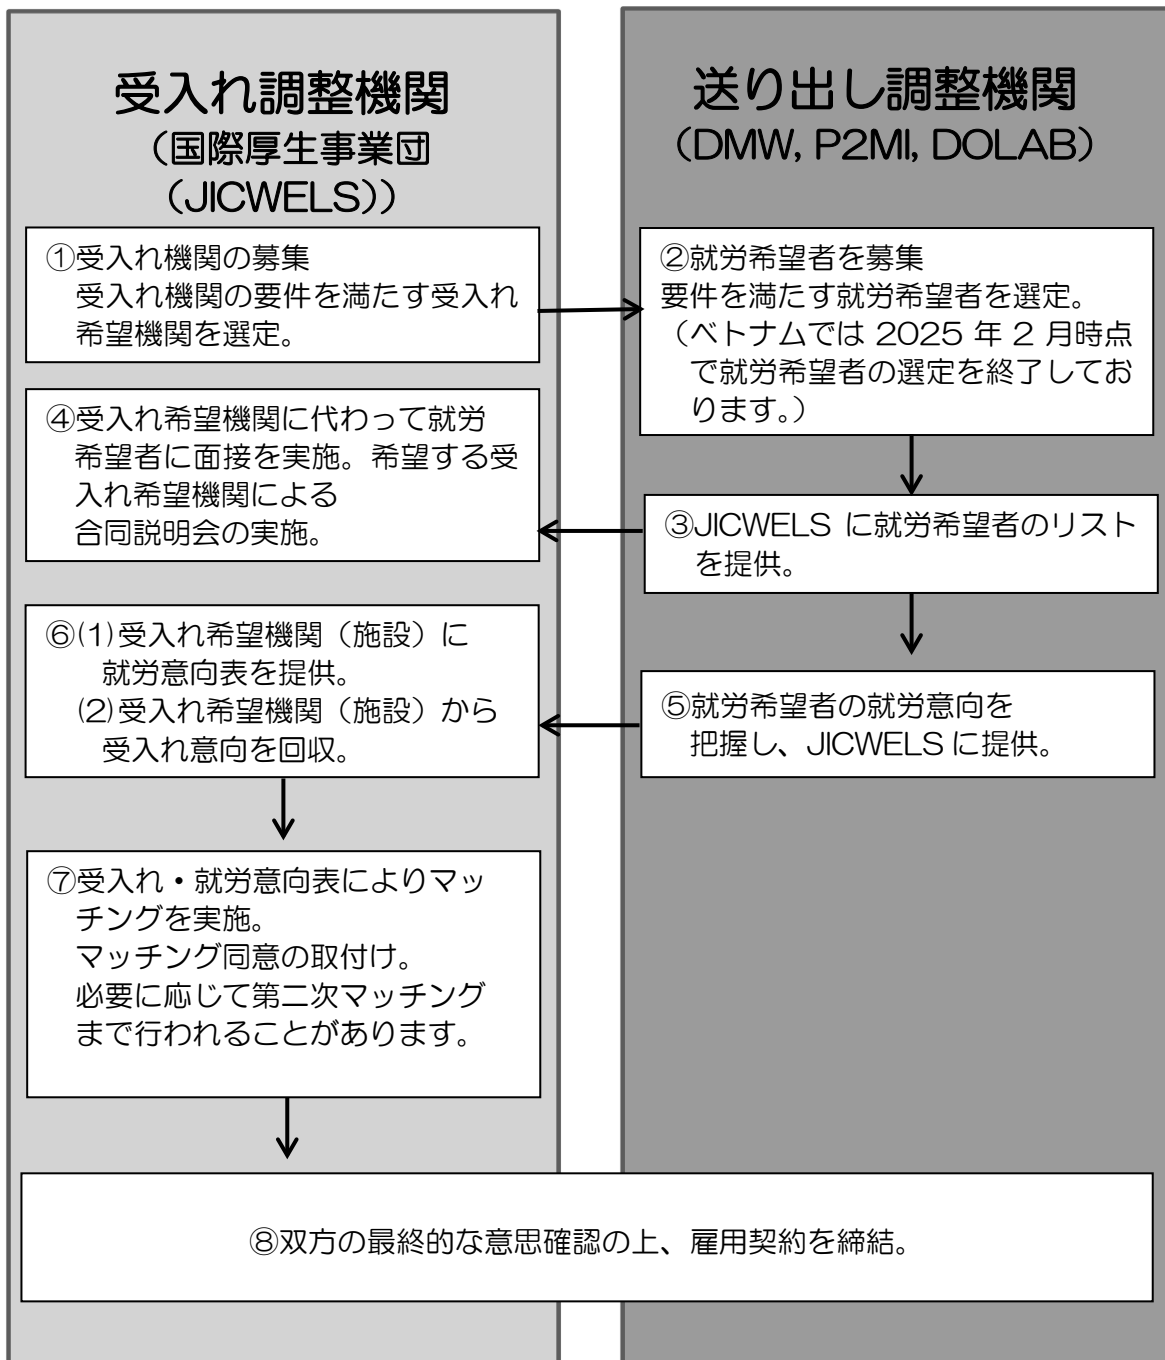 受入れ調整機関
（国際厚生事業団
（JICWELS））
送り出し調整機関
（DMW, P2MI, DOLAB）
①受入れ機関の募集
受入れ機関の要件を満たす受入れ
希望機関を選定。
②就労希望者を募集
要件を満たす就労希望者を選定。
（ベトナムでは 2025 年 2 月時点
で就労希望者の選定を終了してお
ります。）
③JICWELS に就労希望者のリスト
を提供。
④受入れ希望機関に代わって就労
希望者に面接を実施。希望する受
入れ希望機関による
合同説明会の実施。
⑤就労希望者の就労意向を
把握し、JICWELS に提供。
⑥(1)受入れ希望機関（施設）に
就労意向表を提供。
(2)受入れ希望機関（施設）から
受入れ意向を回収。
⑦受入れ・就労意向表によりマッ
チングを実施。
マッチング同意の取付け。
必要に応じて第二次マッチング
まで行われることがあります。
⑧双方の最終的な意思確認の上、雇用契約を締結。